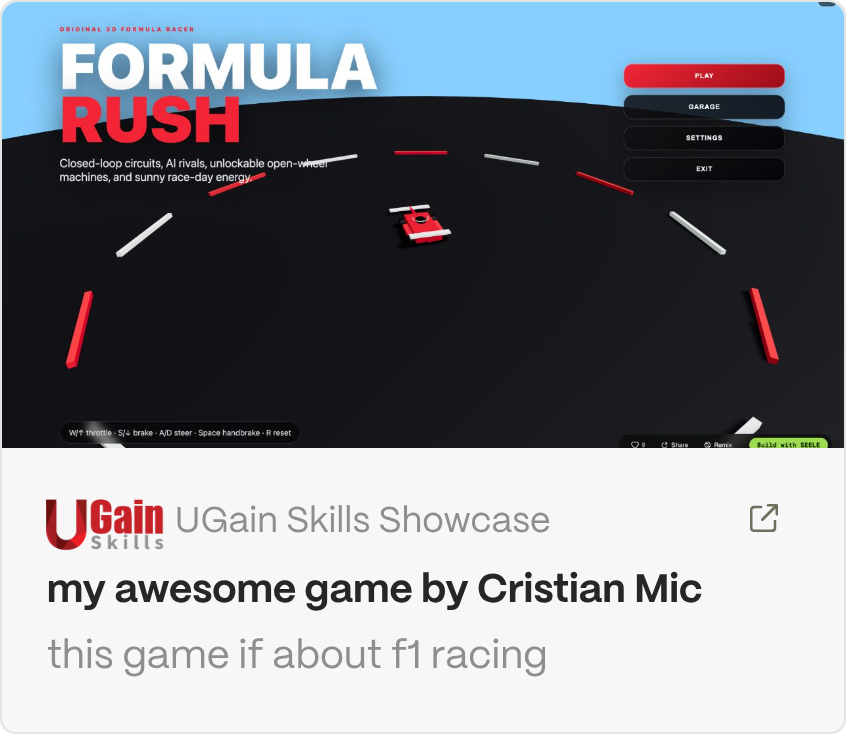 ORIGINAL 3D FORMULA RACER
FORMULA
RUSH
Closed-loop circuits, AI rivals, unlockable open-wheel
machines, and sunny race-day energy.
PLAY
GARAGE
SETTINGS
EXIT
W/↑ throttle · S/↓ brake · A/D steer · Space handbrake · R reset
Share
Remix
Build with SEELE
UGain Skills
UGain Skills Showcase
my awesome game by Cristian Mic
this game if about f1 racing